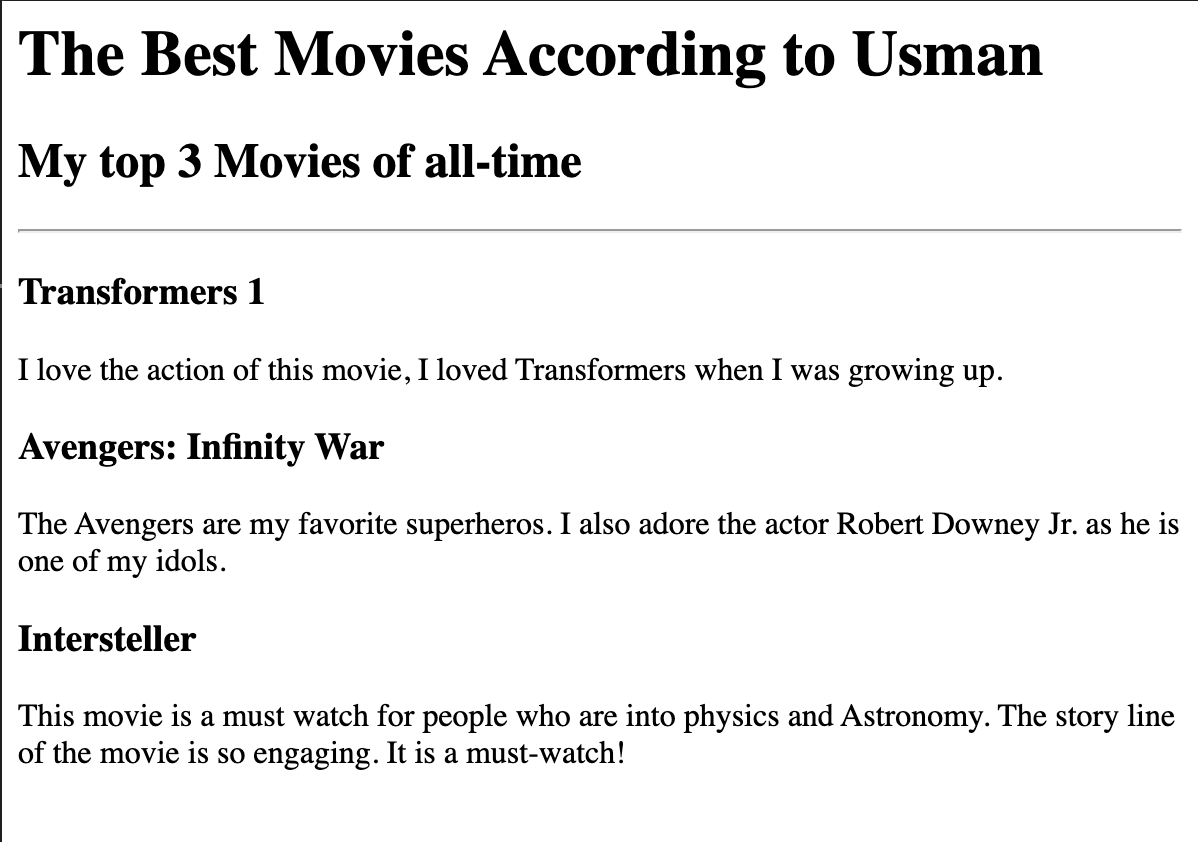 The Best Movies According to Usman
My top 3 Movies of all-time
Transformers 1
I love the action of this movie, I loved Transformers when I was growing up.
Avengers: Infinity War
The Avengers are my favorite superheros. I also adore the actor Robert Downey Jr. as he is
one of my idols.
Intersteller
This movie is a must watch for people who are into physics and Astronomy. The story line
of the movie is so engaging. It is a must-watch!